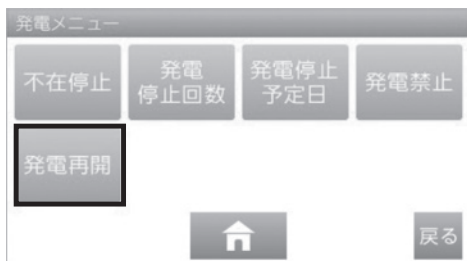 発電メニュー
不在停止
発電
停止回数
発電停止
予定日
発電禁止
発電再開
戻る